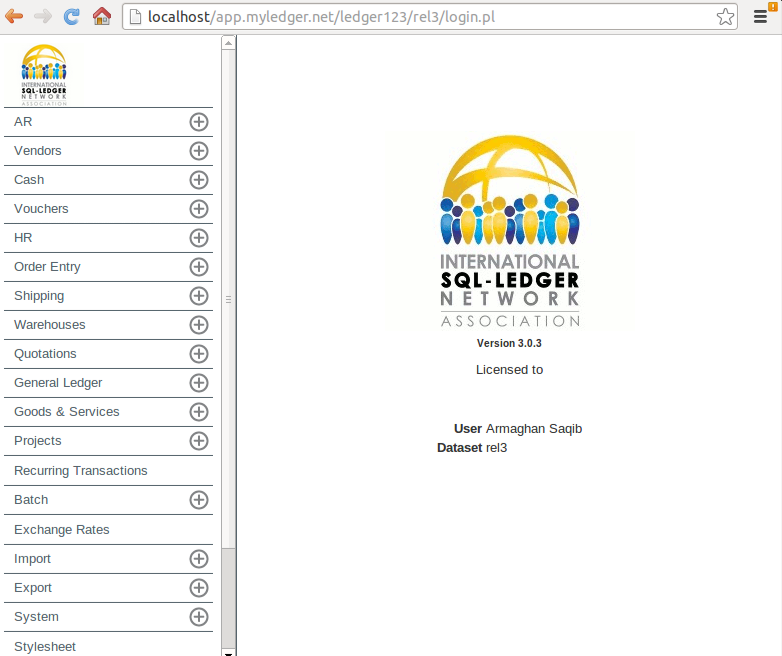 localhost/app.myledger.net/ledger123/rel3/login.pl
INTERNATIONAL
SQL-LEDGER
NETWORK
ASSOCIATION
AR
Vendors
Cash
Vouchers
HR
Order Entry
Shipping
Warehouses
Quotations
General Ledger
Goods & Services
Projects
Recurring Transactions
Batch
Exchange Rates
Import
Export
System
Stylesheet
INTERNATIONAL
SQL-LEDGER
NETWORK
ASSOCIATION
Version 3.0.3
Licensed to
User Armaghan Saqib
Dataset rel3